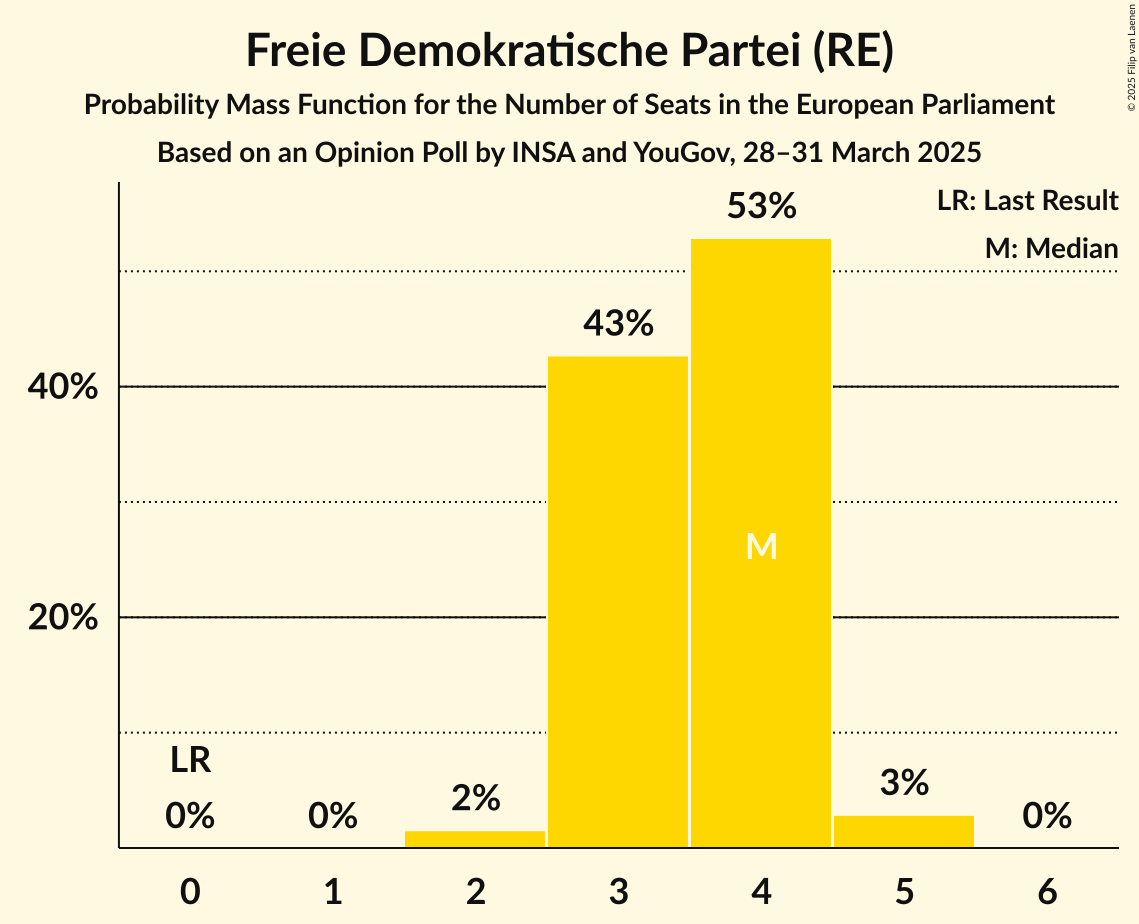 Freie Demokratische Partei (RE)
Probability Mass Function for the Number of Seats in the European Parliament
Based on an Opinion Poll by INSA and YouGov, 28–31 March 2025
© 2025 Filip van Laenen
LR: Last Result
M: Median
53%
43%
40%
M
20%
LR
0%
0%
2%
3%
0%
0
1
2
3
4
5
6